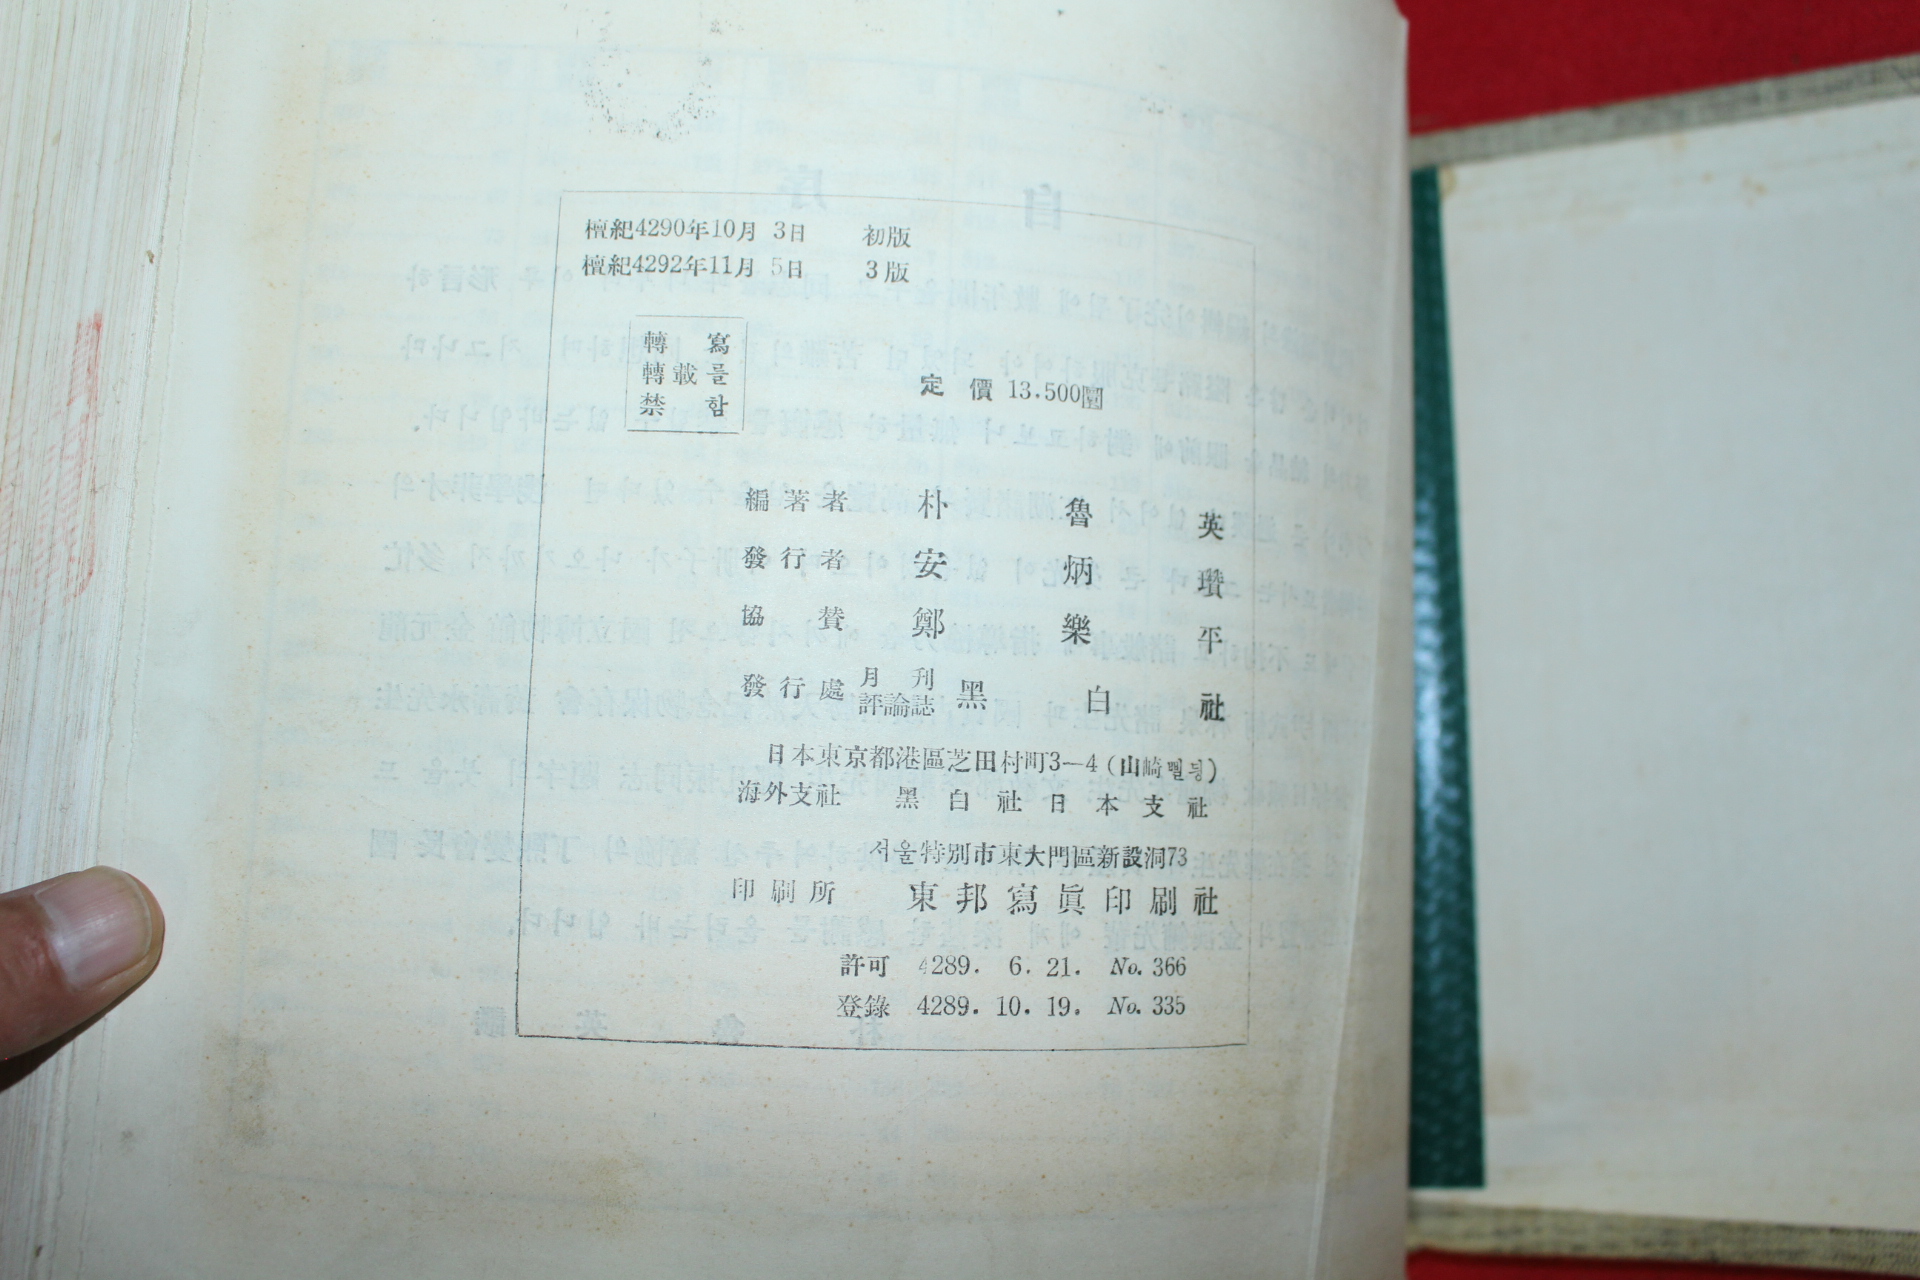 檀紀4290年10月 3日 初版
檀紀4292年11月 5日 3版
轉 寫
轉載를
禁 함
定 價 13.500圜
編著者 朴 魯 英
發行者 安 炳 瓚
協 贊 鄭 樂 平
發行處 月刊評論誌 黑 白 社
日本東京都港區芝田村町3—4 (山崎삘딩)
海外支社 黑白社日本支社
서울特別市東大門區新設洞73
印刷所 東邦寫眞印刷社
許可 4289. 6. 21. No. 366
登錄 4289. 10. 19. No. 335